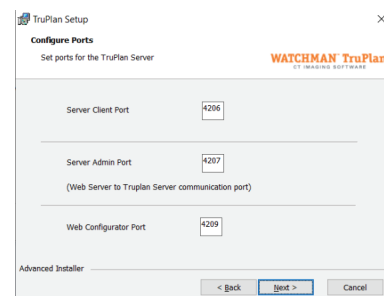 TruPlan Setup
Configure Ports
Set ports for the TruPlan Server
WATCHMAN™ TruPlan
CT IMAGING SOFTWARE
Server Client Port
4206
Server Admin Port
4207
(Web Server to Truplan Server communication port)
Web Configurator Port
4209
Advanced Installer
< Back
Next >
Cancel